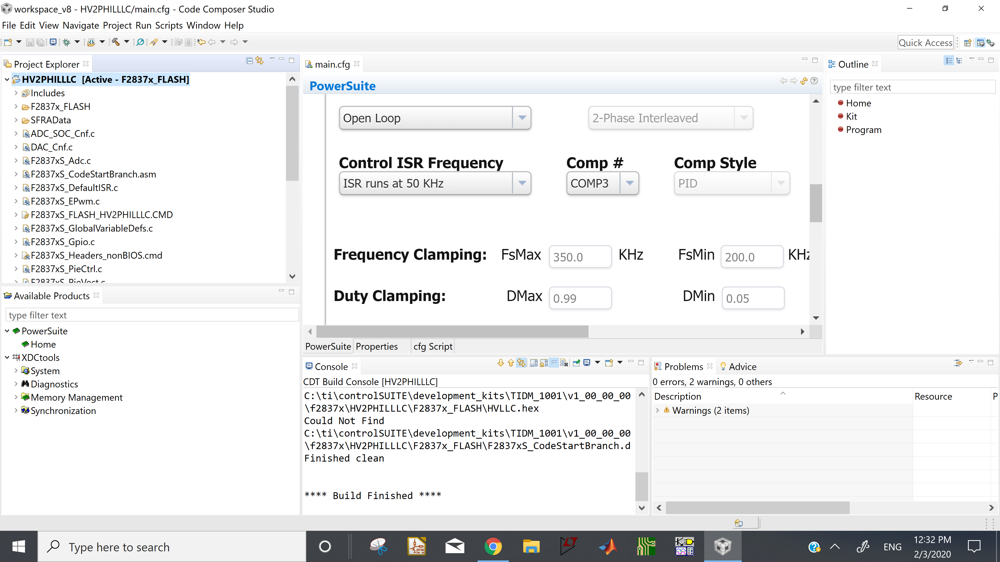 workspace_v8 - HV2PHILLLC/main.cfg - Code Composer Studio
File Edit View Navigate Project Run Scripts Window Help
Quick Access
Project Explorer
HV2PHILLLC [Active - F2837x_FLASH]
Includes
F2837x_FLASH
SFRAData
ADC_SOC_Cnf.c
DAC_Cnf.c
F2837xS_Adc.c
F2837xS_CodeStartBranch.asm
F2837xS_DefaultISR.c
F2837xS_EPwm.c
F2837xS_FLASH_HV2PHILLLC.CMD
F2837xS_GlobalVariableDefs.c
F2837xS_Gpio.c
F2837xS_Headers_nonBIOS.cmd
F2837xS_PieCtrl.c
F2837xS_PieVect.c
Available Products
type filter text
PowerSuite
Home
XDCtools
System
Diagnostics
Memory Management
Synchronization
main.cfg
PowerSuite
Open Loop
2-Phase Interleaved
Control ISR Frequency Comp # Comp Style
ISR runs at 50 KHz COMP3 PID
Frequency Clamping: FsMax 350.0 KHz FsMin 200.0 KHz
Duty Clamping: DMax 0.99 DMin 0.05
PowerSuite Properties cfg Script
Outline
type filter text
Home
Kit
Program
Console
CDT Build Console [HV2PHILLLC]
C:\ti\controlSUITE\development_kits\TIDM_1001\v1_00_00_00
\f2837x\HV2PHILLLC\F2837x_FLASH\HVLLC.hex
Could Not Find
C:\ti\controlSUITE\development_kits\TIDM_1001\v1_00_00_00
\f2837x\HV2PHILLLC\F2837x_FLASH\F2837xS_CodeStartBranch.d
Finished clean
**** Build Finished ****
Problems Advice
0 errors, 2 warnings, 0 others
Description Resource P
Warnings (2 items)
Type here to search
ENG
12:32 PM
2/3/2020